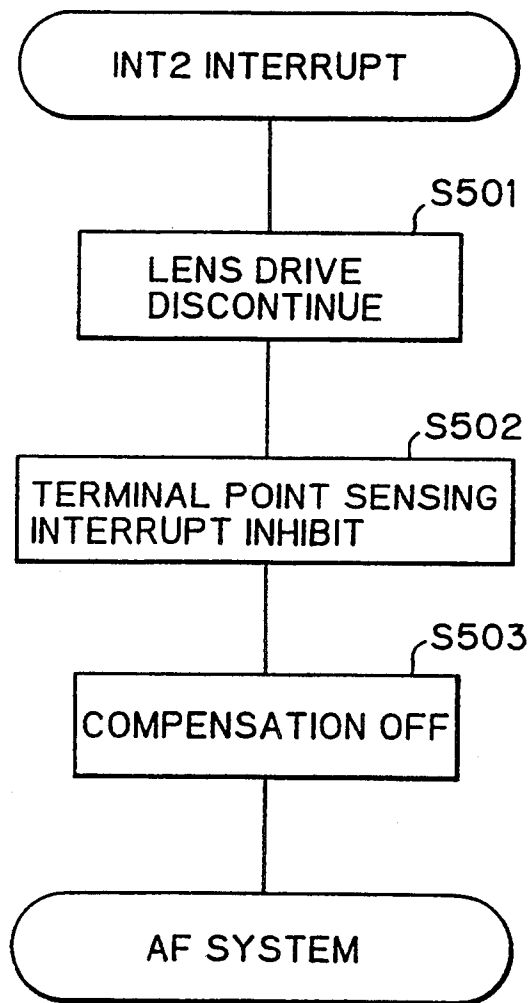 INT2 INTERRUPT
S501
LENS DRIVE
DISCONTINUE
S502
TERMINAL POINT SENSING
INTERRUPT INHIBIT
S503
COMPENSATION OFF
AF SYSTEM